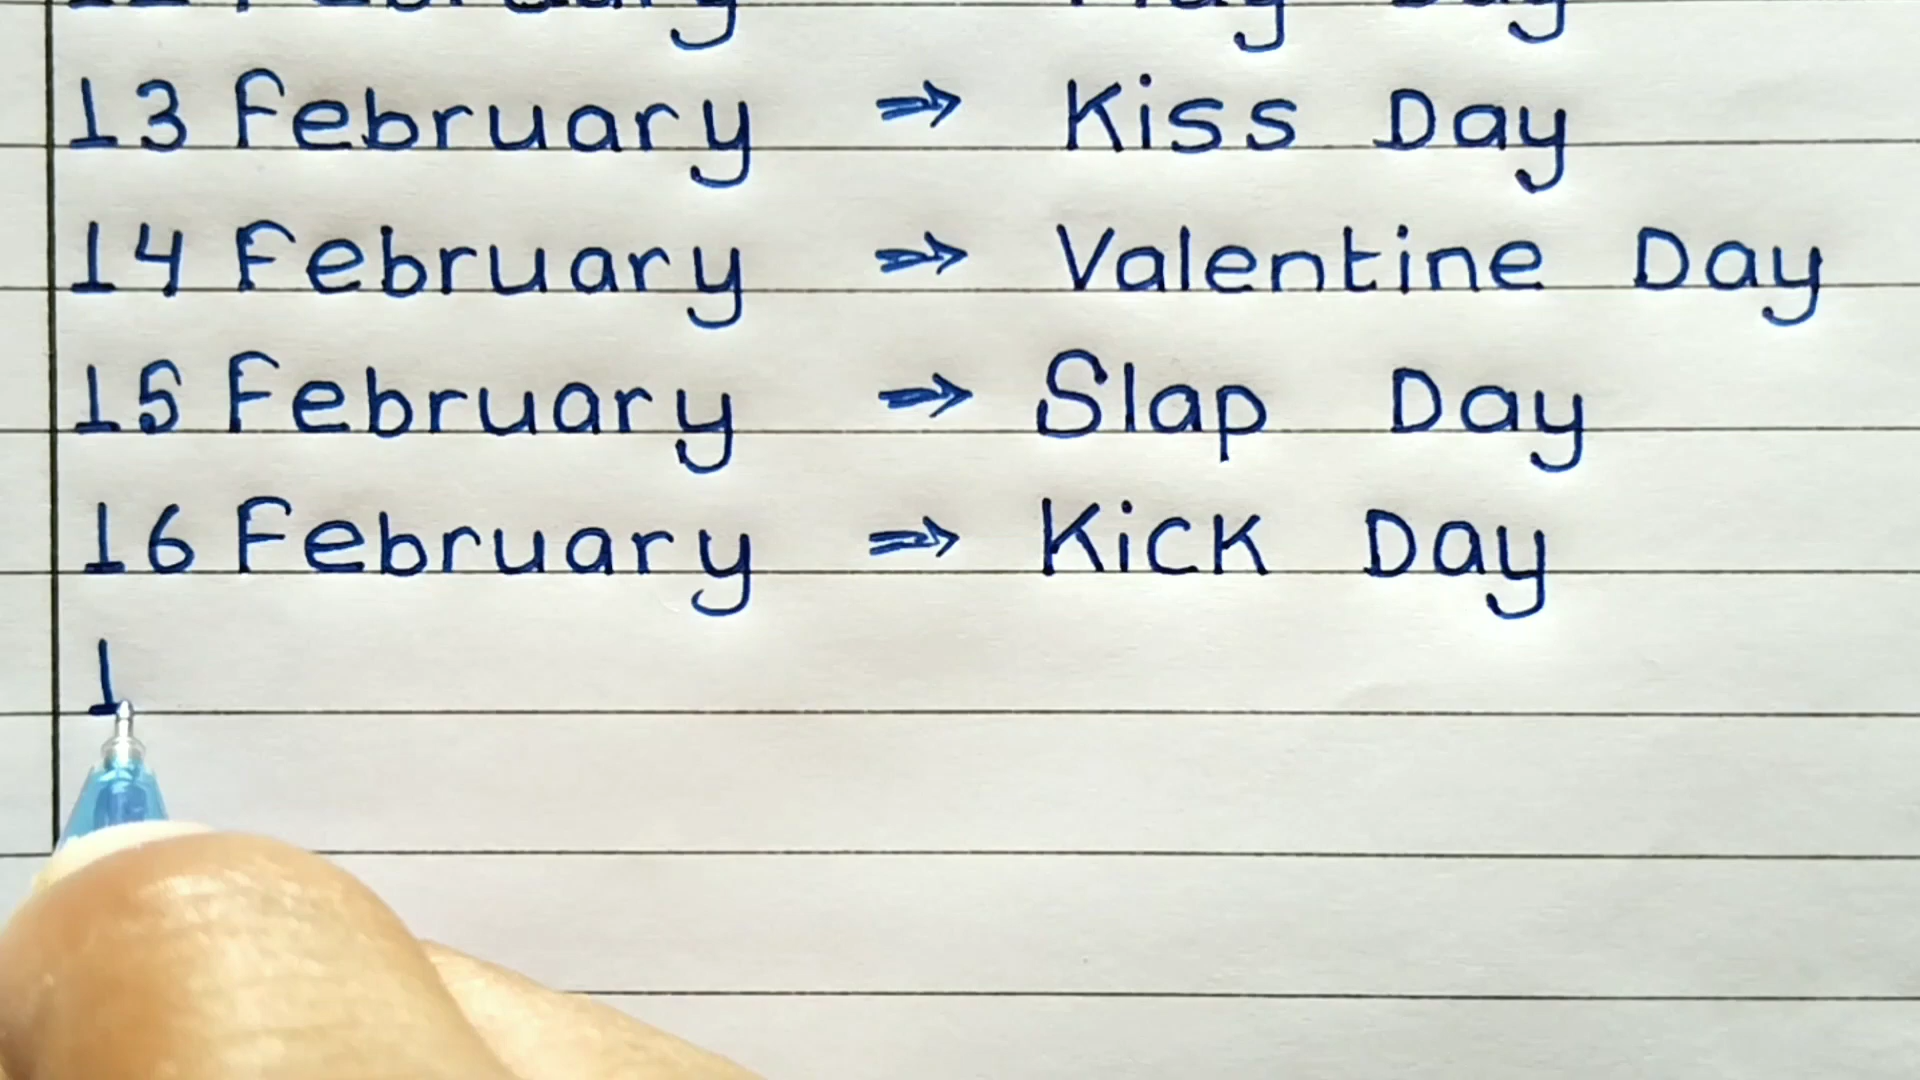 13 February ⇒ Kiss Day
14 February ⇒ Valentine Day
15 February ⇒ Slap Day
16 February ⇒ Kick Day
1